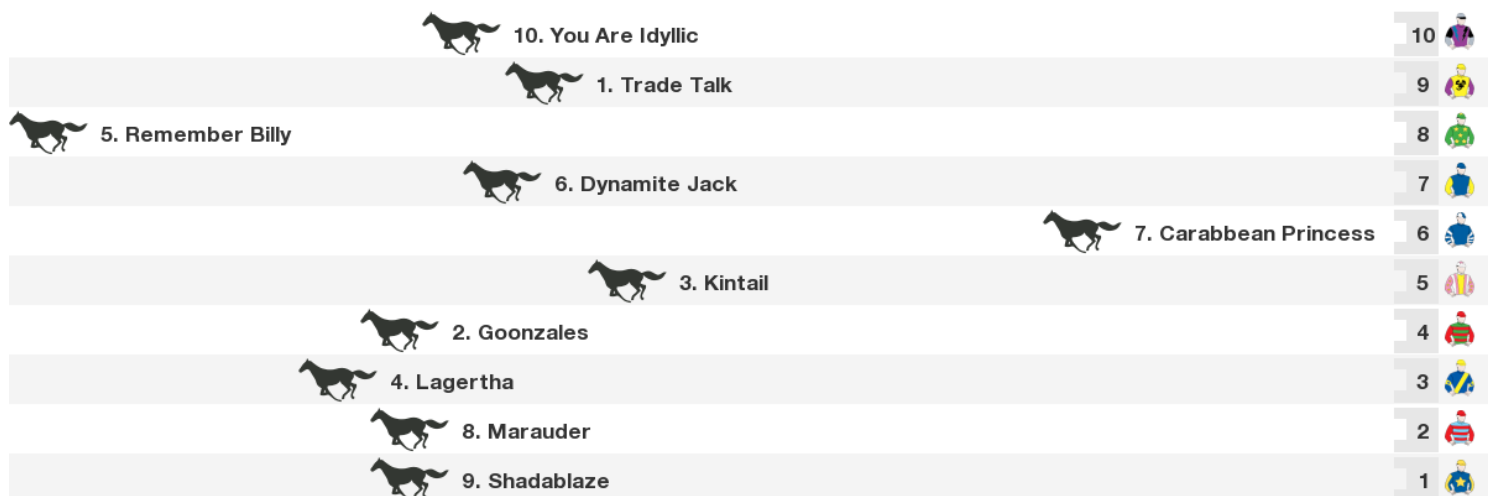 10. You Are Idyllic 10
1. Trade Talk 9
5. Remember Billy 8
6. Dynamite Jack 7
7. Carabbean Princess 6
3. Kintail 5
2. Goonzales 4
4. Lagertha 3
8. Marauder 2
9. Shadablaze 1